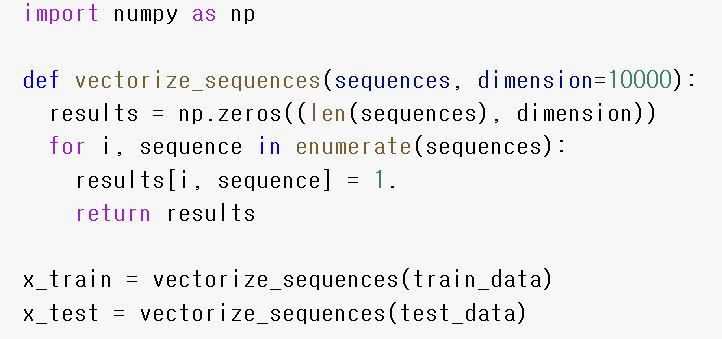 import numpy as np
def vectorize_sequences(sequences, dimension=10000):
  results = np.zeros((len(sequences), dimension))
  for i, sequence in enumerate(sequences):
    results[i, sequence] = 1.
    return results
x_train = vectorize_sequences(train_data)
x_test = vectorize_sequences(test_data)